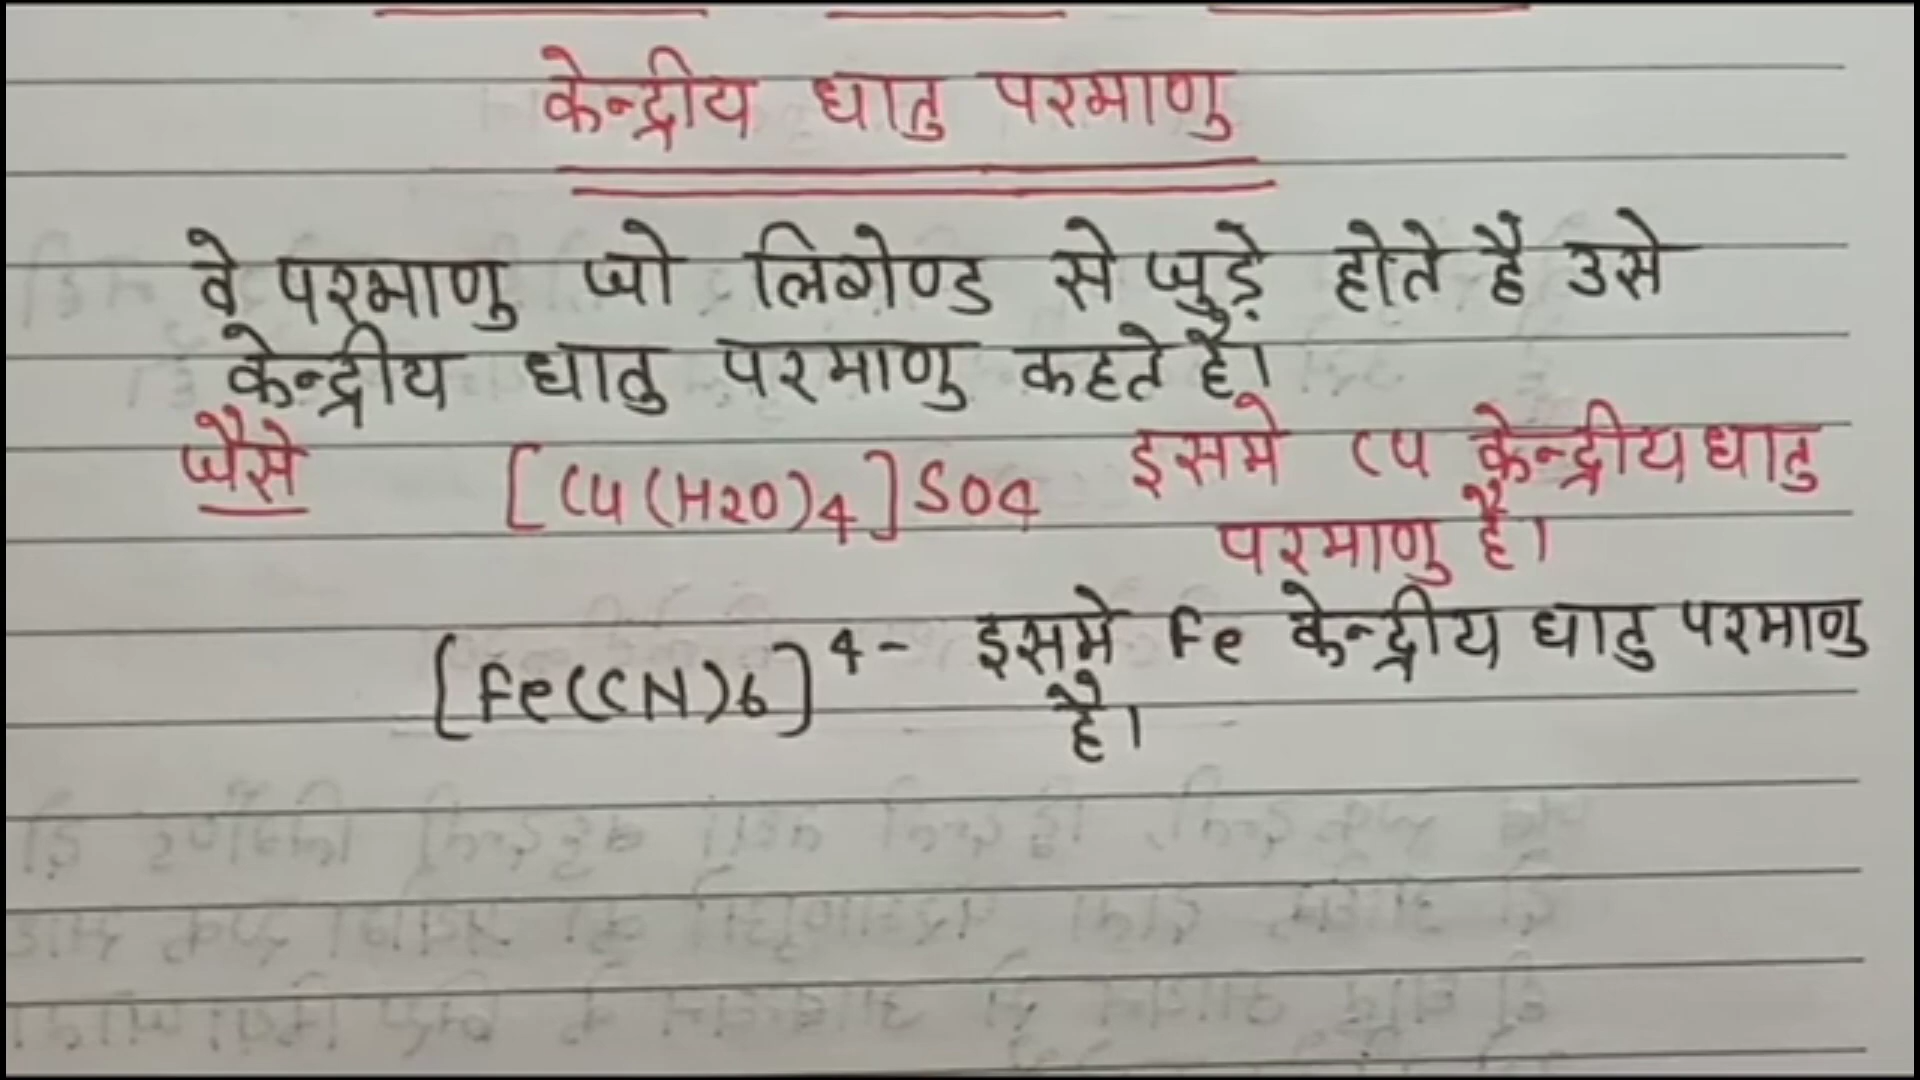 केन्द्रीय धातु परमाणु
वे परमाणु जो लिगेण्ड से जुड़े होते है उसे
केन्द्रीय धातु परमाणु कहते है।
जैसे [Cu(H2O)4]SO4 इसमे Cu केन्द्रीय धातु
परमाणु है।
[Fe(CN)6]4- इसमे Fe केन्द्रीय धातु परमाणु
है।